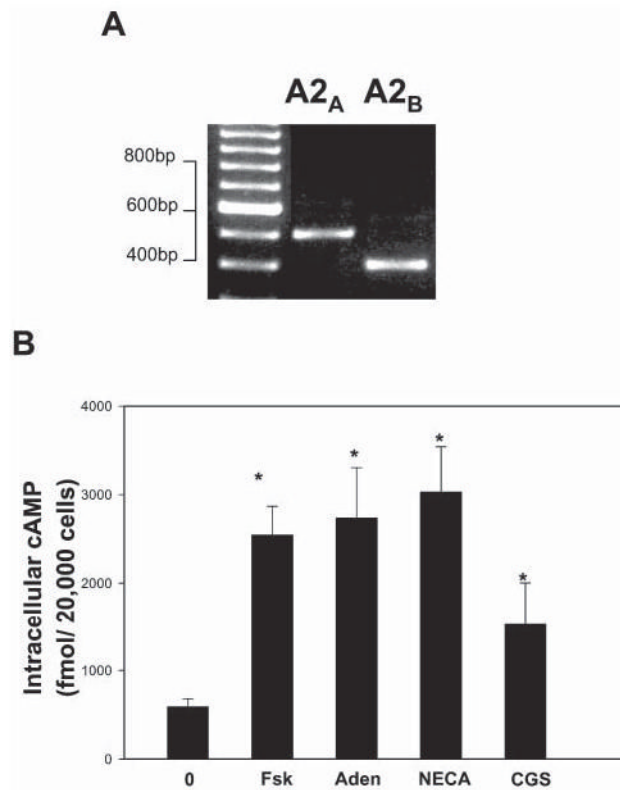 A
A2A A2B
800bp
600bp
400bp
B
Intracellular cAMP
(fmol/ 20,000 cells)
4000
3000
2000
1000
0
* * * *
0 Fsk Aden NECA CGS